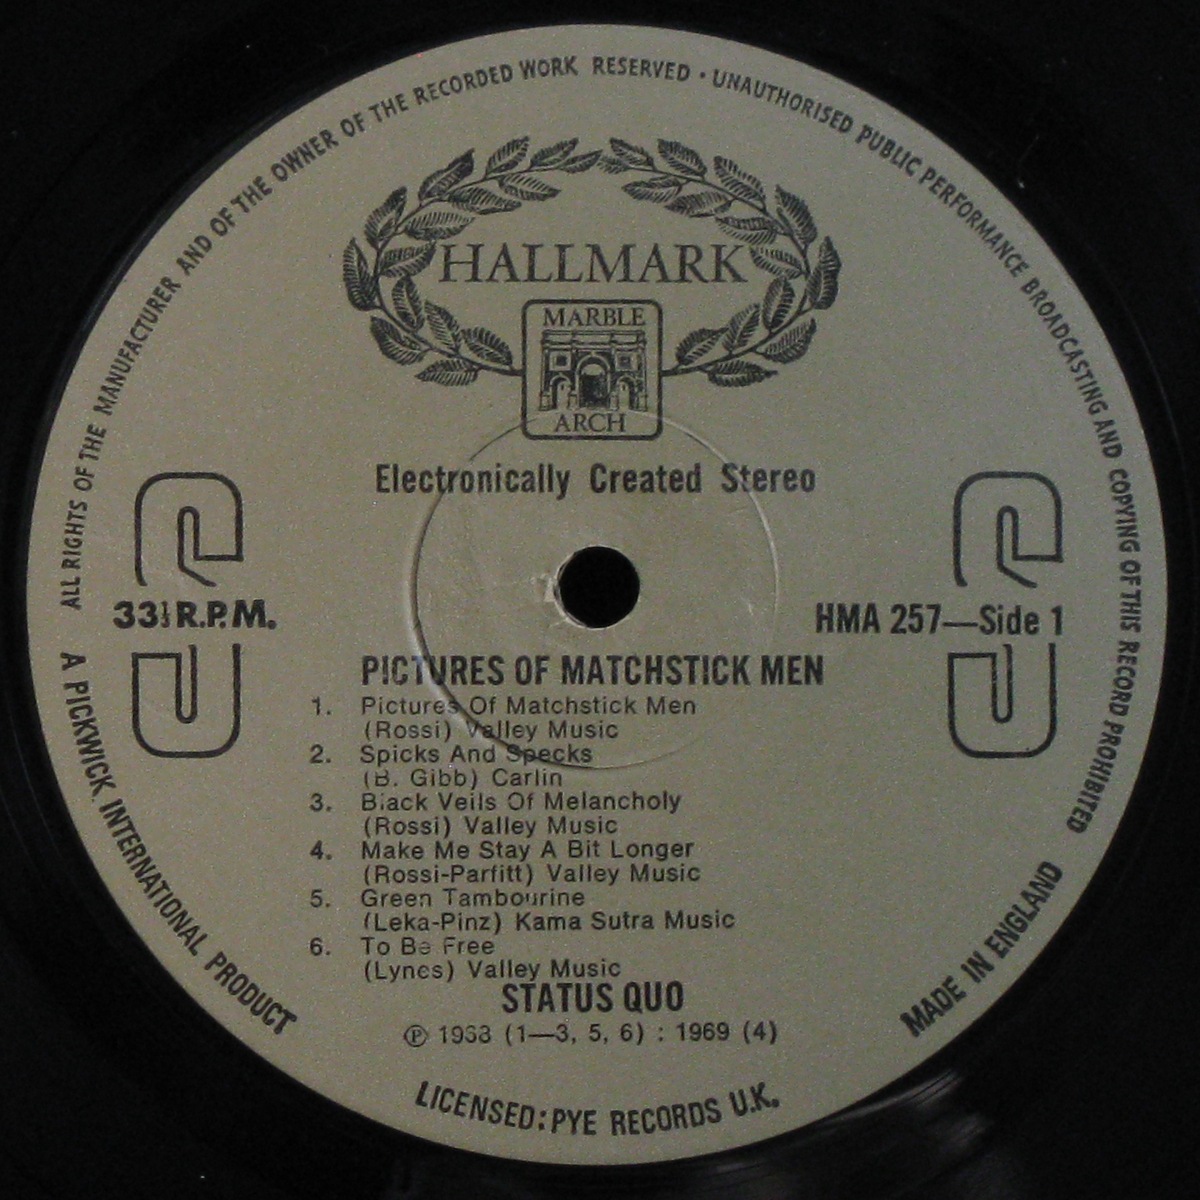 ALL RIGHTS OF THE MANUFACTURER AND OF THE OWNER OF THE RECORDED WORK RESERVED · UNAUTHORISED PUBLIC PERFORMANCE BROADCASTING AND COPYING OF THIS RECORD PROHIBITED
HALLMARK
MARBLE
ARCH
Electronically Created Stereo
33⅓ R.P.M.
HMA 257—Side 1
PICTURES OF MATCHSTICK MEN
1. Pictures Of Matchstick Men
(Rossi) Valley Music
2. Spicks And Specks
(B. Gibb) Carlin
3. Black Veils Of Melancholy
(Rossi) Valley Music
4. Make Me Stay A Bit Longer
(Rossi-Parfitt) Valley Music
5. Green Tambourine
(Leka-Pinz) Kama Sutra Music
6. To Be Free
(Lynes) Valley Music
STATUS QUO
℗ 1968 (1—3, 5, 6) : 1969 (4)
A PICKWICK INTERNATIONAL PRODUCT
MADE IN ENGLAND
LICENSED: PYE RECORDS U.K.